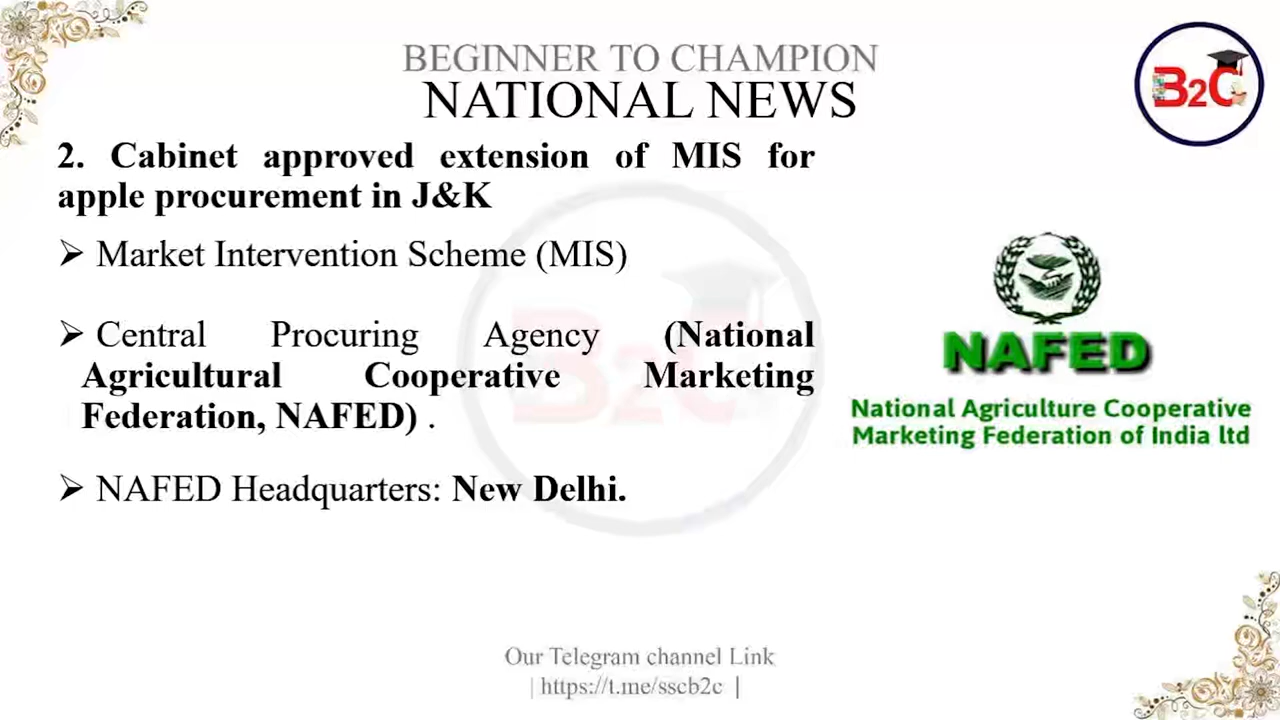 BEGINNER TO CHAMPION
NATIONAL NEWS
B2C
2. Cabinet approved extension of MIS for
apple procurement in J&K
➢ Market Intervention Scheme (MIS)
➢ Central Procuring Agency (National
Agricultural Cooperative Marketing
Federation, NAFED) .
➢ NAFED Headquarters: New Delhi.
B2C
NAFED
National Agriculture Cooperative
Marketing Federation of India ltd
Our Telegram channel Link
| https://t.me/sscb2c |